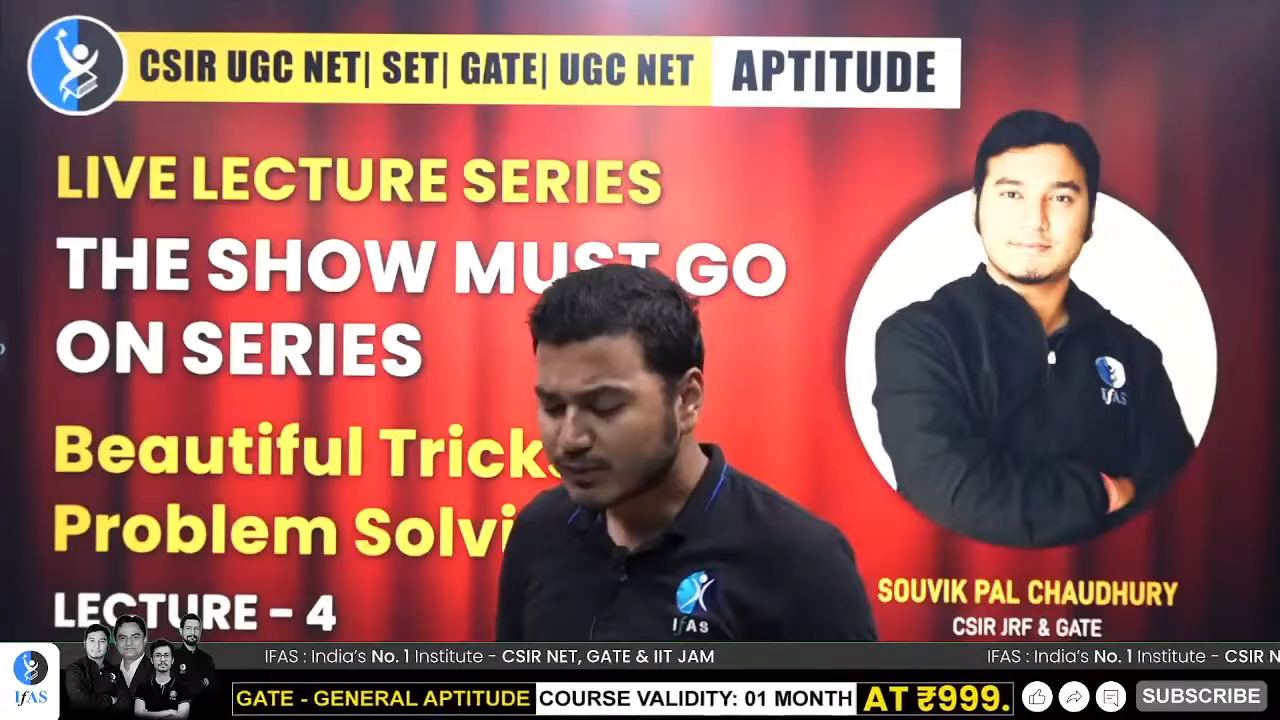 CSIR UGC NET| SET| GATE| UGC NET APTITUDE
LIVE LECTURE SERIES
THE SHOW MUST GO
ON SERIES
Beautiful Tricks
Problem Solvi
LECTURE – 4
IfAS
IfAS
SOUVIK PAL CHAUDHURY
CSIR JRF & GATE
IfAS
IFAS : India's No. 1 Institute - CSIR NET, GATE & IIT JAM
IFAS : India's No. 1 Institute - CSIR N
GATE - GENERAL APTITUDE COURSE VALIDITY: 01 MONTH AT ₹999.
SUBSCRIBE